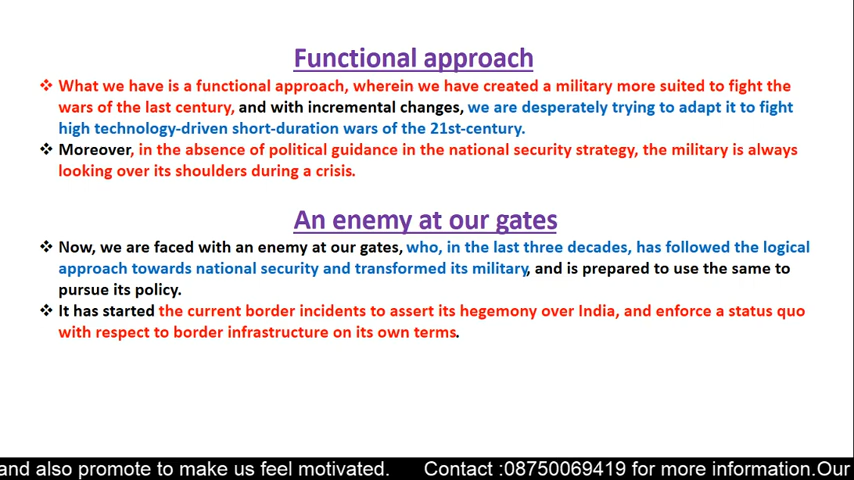 Functional approach
❖ What we have is a functional approach, wherein we have created a military more suited to fight the
wars of the last century, and with incremental changes, we are desperately trying to adapt it to fight
high technology-driven short-duration wars of the 21st-century.
❖ Moreover, in the absence of political guidance in the national security strategy, the military is always
looking over its shoulders during a crisis.
An enemy at our gates
❖ Now, we are faced with an enemy at our gates, who, in the last three decades, has followed the logical
approach towards national security and transformed its military, and is prepared to use the same to
pursue its policy.
❖ It has started the current border incidents to assert its hegemony over India, and enforce a status quo
with respect to border infrastructure on its own terms.
and also promote to make us feel motivated. Contact :08750069419 for more information.Our